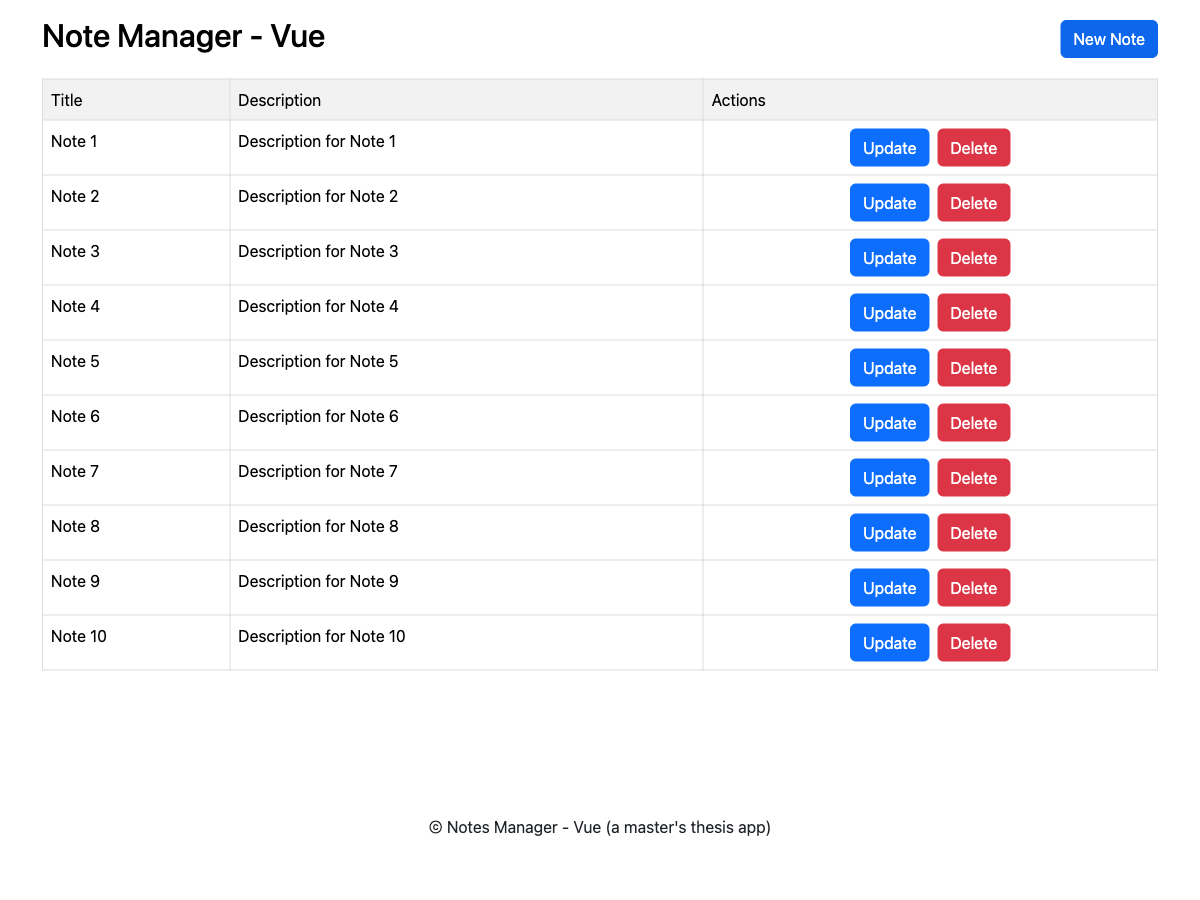 Note Manager - Vue New Note
Title Description Actions
Note 1 Description for Note 1 Update Delete
Note 2 Description for Note 2 Update Delete
Note 3 Description for Note 3 Update Delete
Note 4 Description for Note 4 Update Delete
Note 5 Description for Note 5 Update Delete
Note 6 Description for Note 6 Update Delete
Note 7 Description for Note 7 Update Delete
Note 8 Description for Note 8 Update Delete
Note 9 Description for Note 9 Update Delete
Note 10 Description for Note 10 Update Delete
© Notes Manager - Vue (a master's thesis app)